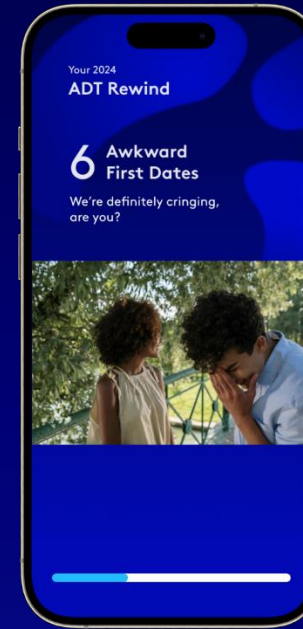 Your 2024
ADT Rewind
6 Awkward
First Dates
We're definitely cringing,
are you?